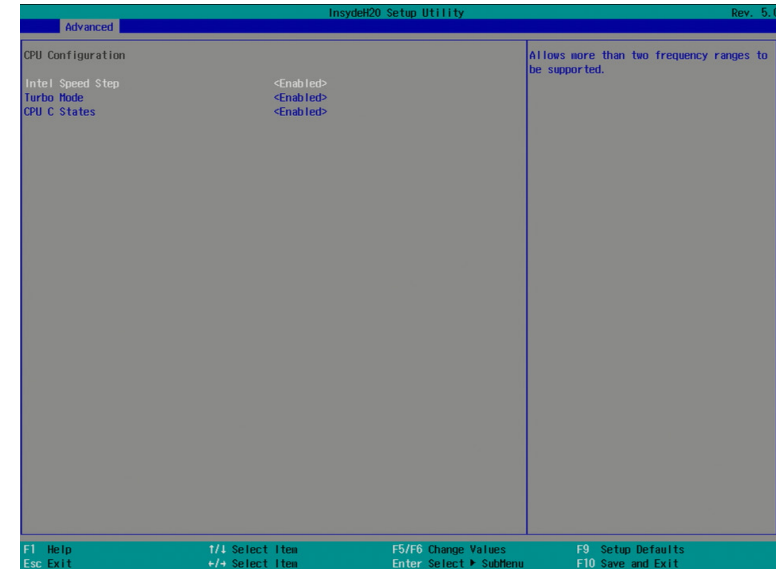 InsydeH2O Setup Utility Rev. 5.
Advanced
CPU Configuration
Intel Speed Step <Enabled>
Turbo Mode <Enabled>
CPU C States <Enabled>
Allows more than two frequency ranges to
be supported.
F1 Help ↑/↓ Select Item F5/F6 Change Values F9 Setup Defaults
Esc Exit ←/→ Select Item Enter Select ▶ SubMenu F10 Save and Exit